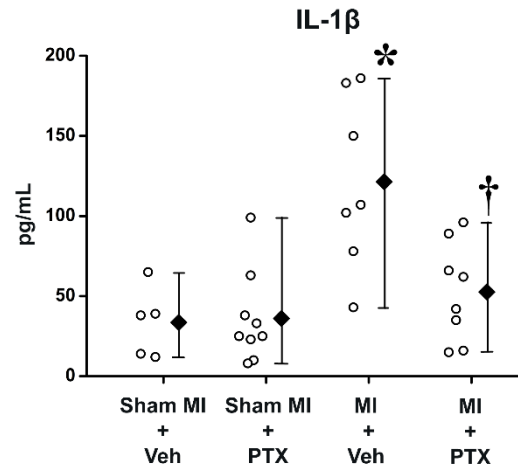 IL-1β
pg/mL
200
150
100
50
0
*
†
Sham MI
+
Veh
Sham MI
+
PTX
MI
+
Veh
MI
+
PTX